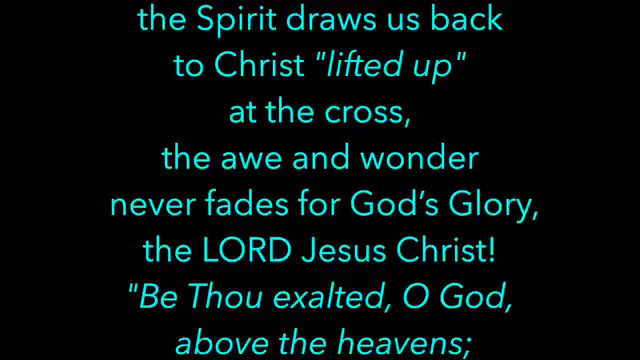 the Spirit draws us back
to Christ "lifted up"
at the cross,
the awe and wonder
never fades for God’s Glory,
the LORD Jesus Christ!
"Be Thou exalted, O God,
above the heavens;